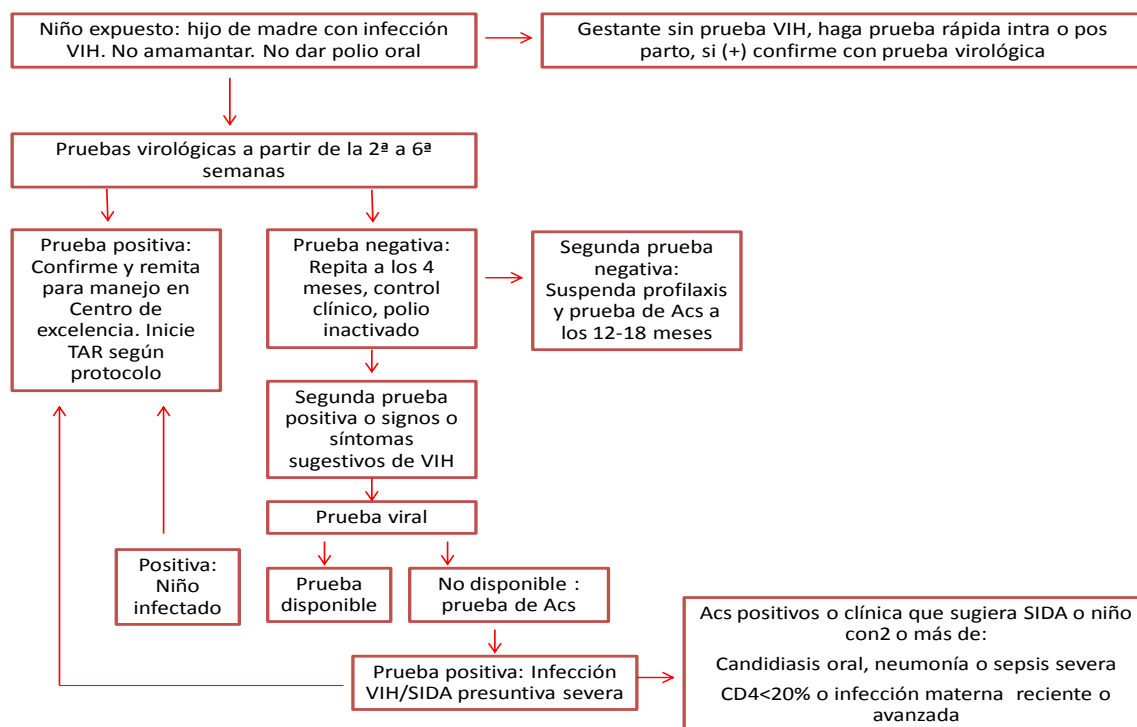 Niño expuesto: hijo de madre con infección
VIH. No amamantar. No dar polio oral
Gestante sin prueba VIH, haga prueba rápida intra o pos
parto, si (+) confirme con prueba virológica
Pruebas virológicas a partir de la 2ª a 6ª
semanas
Prueba positiva:
Confirme y remita
para manejo en
Centro de
excelencia. Inicie
TAR según
protocolo
Prueba negativa:
Repita a los 4
meses, control
clínico, polio
inactivado
Segunda prueba
negativa:
Suspenda profilaxis
y prueba de Acs a
los 12-18 meses
Segunda prueba
positiva o signos o
síntomas
sugestivos de VIH
Prueba viral
Positiva:
Niño
infectado
Prueba
disponible
No disponible :
prueba de Acs
Prueba positiva: Infección
VIH/SIDA presuntiva severa
Acs positivos o clínica que sugiera SIDA o niño
con2 o más de:
Candidiasis oral, neumonía o sepsis severa
CD4<20% o infección materna reciente o
avanzada